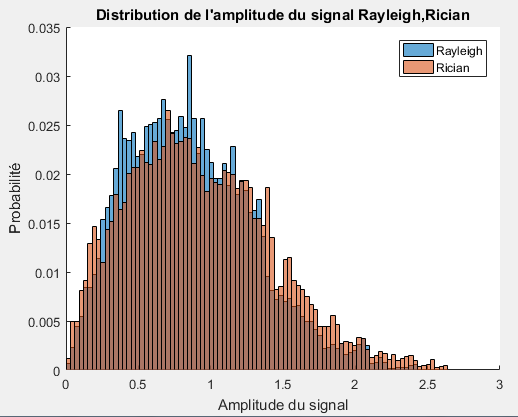 Distribution de l'amplitude du signal Rayleigh,Rician
Rayleigh
Rician
Probabilité
0.035
0.03
0.025
0.02
0.015
0.01
0.005
0
0 0.5 1 1.5 2 2.5 3
Amplitude du signal